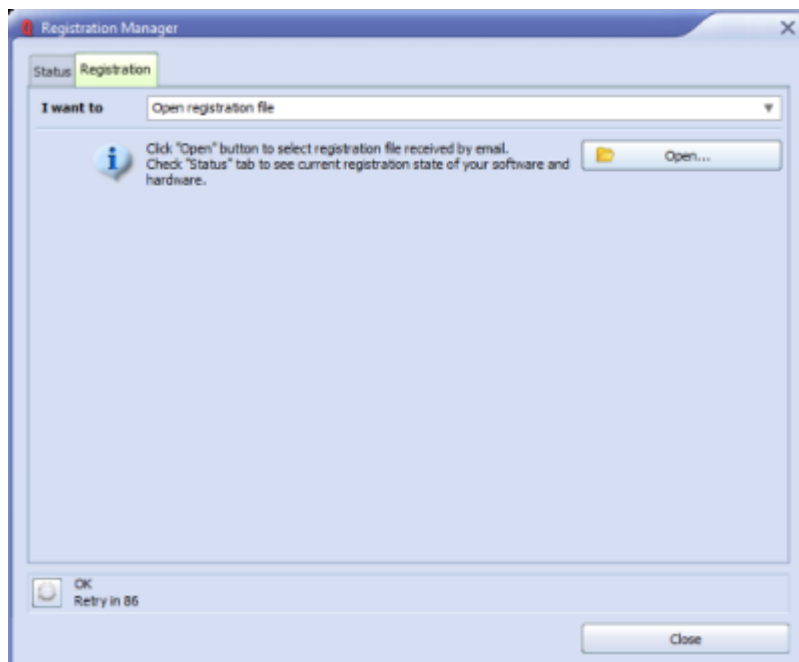 Registration Manager
Status Registration
I want to Open registration file
Click "Open" button to select registration file received by email.
Check "Status" tab to see current registration state of your software and
hardware.
Open...
OK
Retry in 86
Close